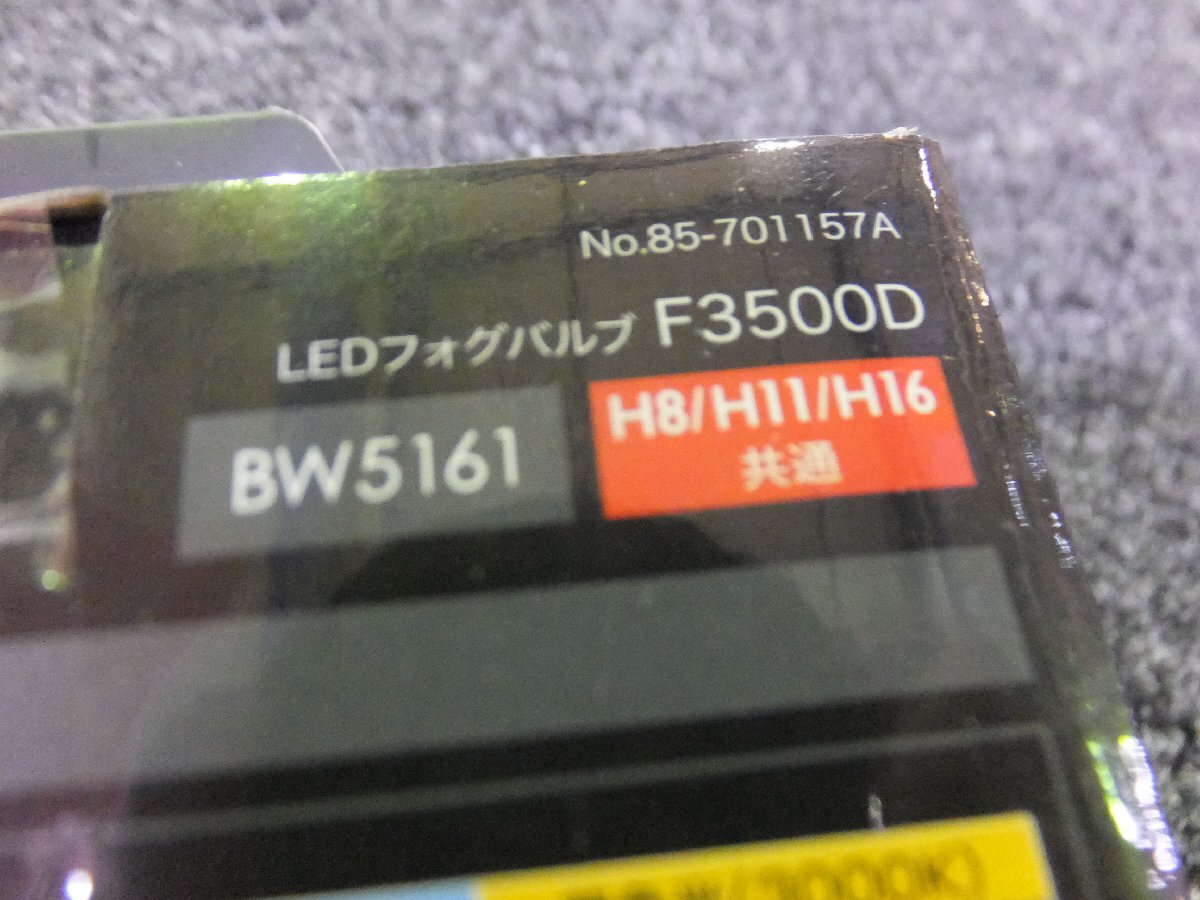 No.85-701157A
LEDフォグバルブ F3500D
BW5161
H8/H11/H16
共通
(3000K)